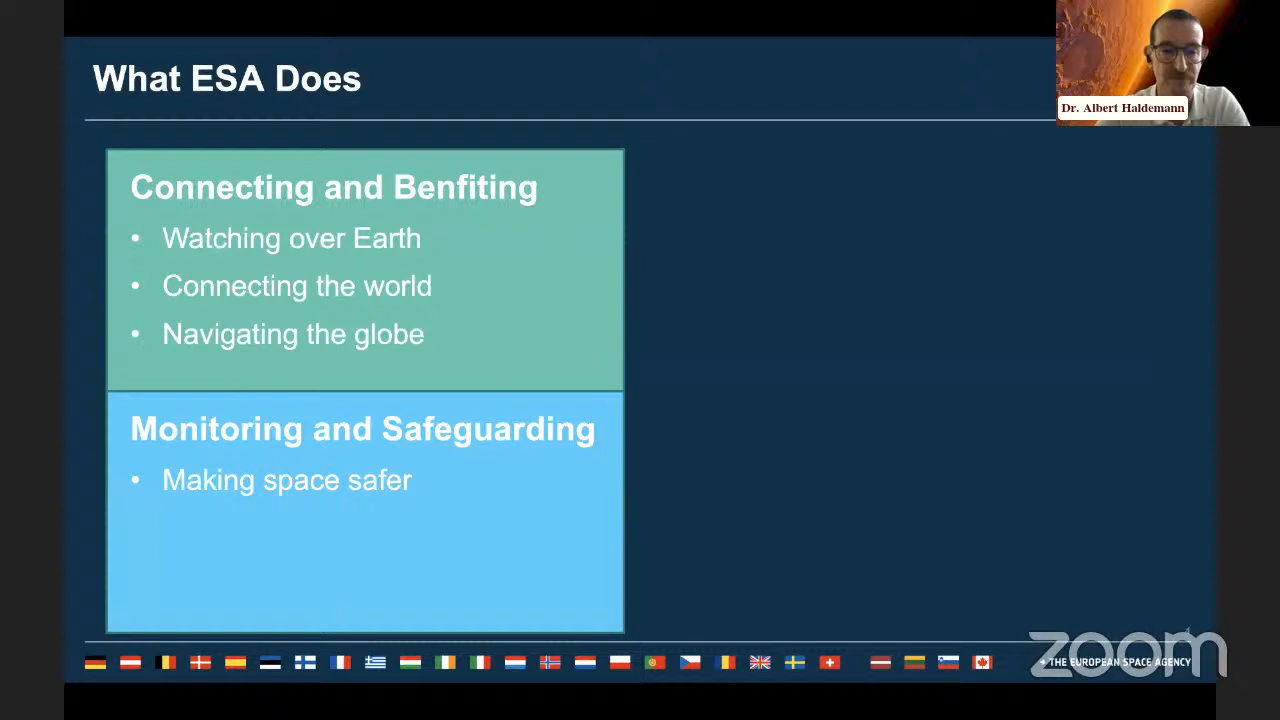 What ESA Does
Dr. Albert Haldemann
Connecting and Benfiting
• Watching over Earth
• Connecting the world
• Navigating the globe
Monitoring and Safeguarding
• Making space safer
→ THE EUROPEAN SPACE AGENCY
zoom